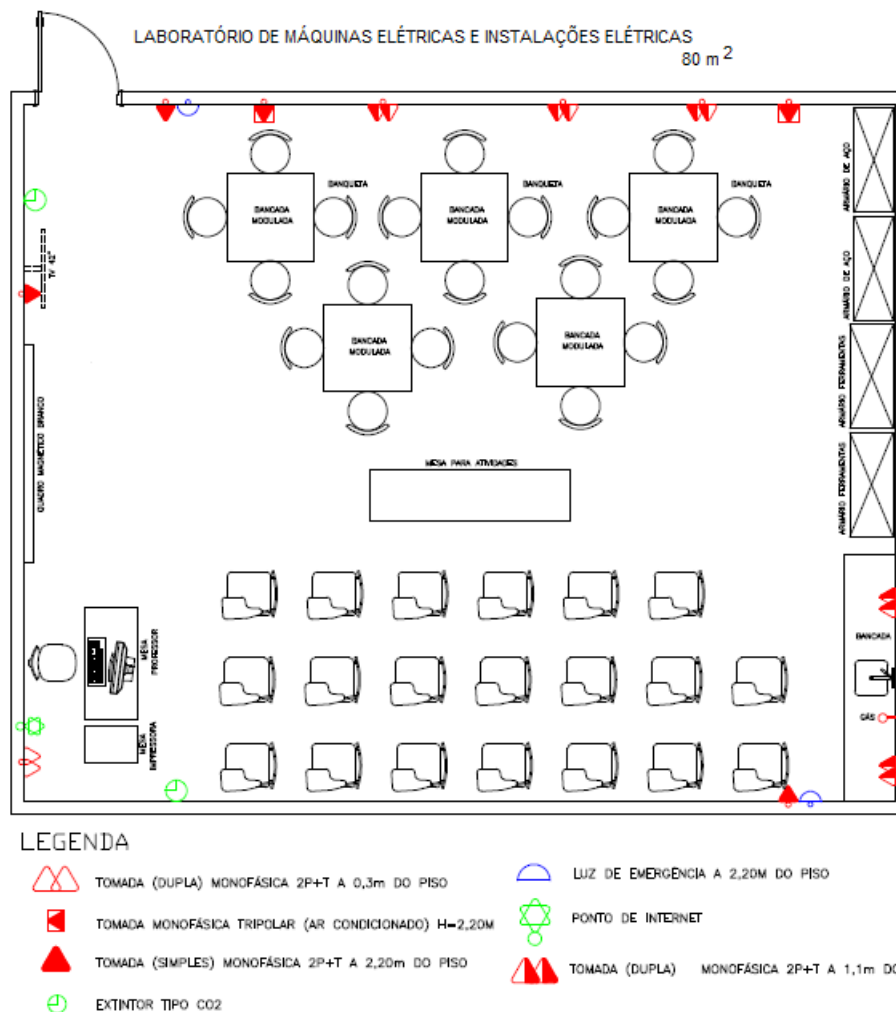 LABORATÓRIO DE MÁQUINAS ELÉTRICAS E INSTALAÇÕES ELÉTRICAS
80 m 2
BANQUETA
BANQUETA
BANQUETA
BANCADA
MODULADA
BANCADA
MODULADA
BANCADA
MODULADA
ARMÁRIO DE AÇO
TV 42"
ARMÁRIO DE AÇO
BANCADA
MODULADA
BANCADA
MODULADA
ARMÁRIO FERRAMENTAS
QUADRO MAGNÉTICO BRANCO
MESA PARA ATIVIDADES
ARMÁRIO FERRAMENTAS
BANCADA
MESA
PROFESSOR
GÁS
MESA
IMPRESSORA
LEGENDA
TOMADA (DUPLA) MONOFÁSICA 2P+T A 0,3m DO PISO
TOMADA MONOFÁSICA TRIPOLAR (AR CONDICIONADO) H=2,20M
TOMADA (SIMPLES) MONOFÁSICA 2P+T A 2,20m DO PISO
EXTINTOR TIPO CO2
LUZ DE EMERGÊNCIA A 2,20M DO PISO
PONTO DE INTERNET
TOMADA (DUPLA) MONOFÁSICA 2P+T A 1,1m DO